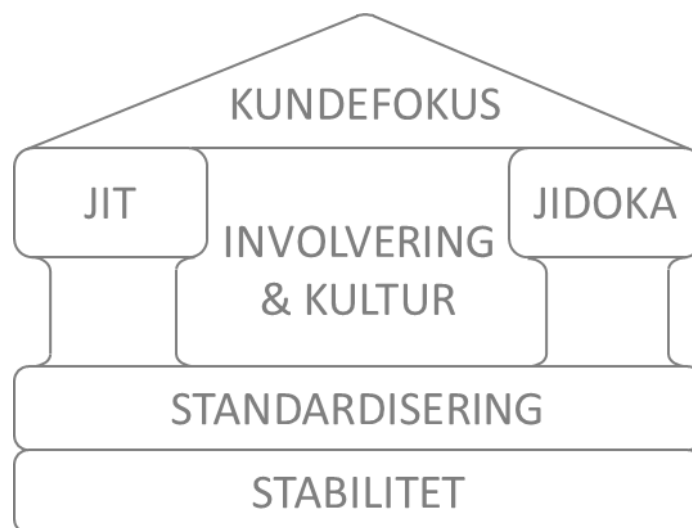 KUNDEFOKUS
JIT
JIDOKA
INVOLVERING
& KULTUR
STANDARDISERING
STABILITET